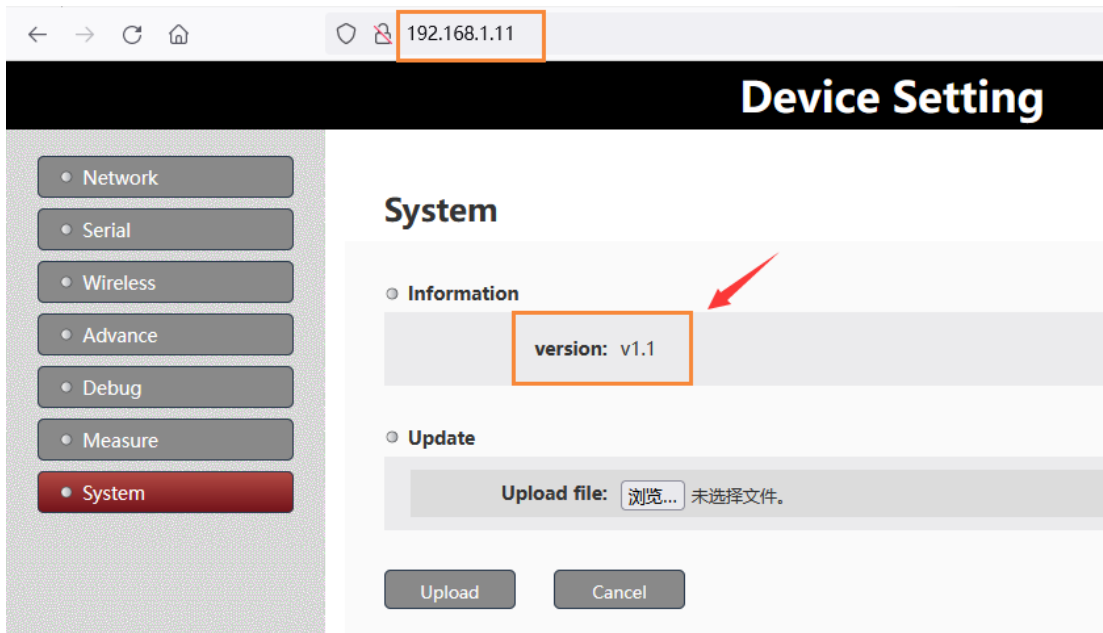 192.168.1.11
Device Setting
Network
Serial
Wireless
Advance
Debug
Measure
System
System
Information
version: v1.1
Update
Upload file: 浏览... 未选择文件。
Upload Cancel